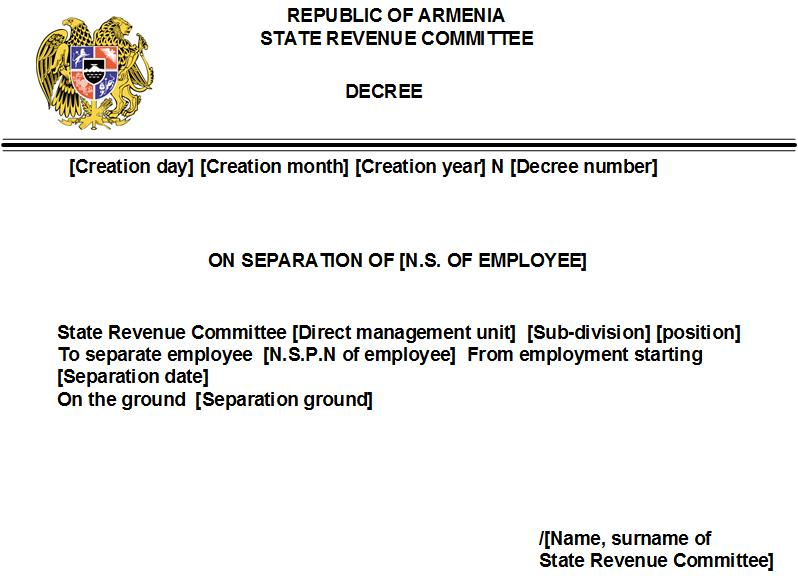 REPUBLIC OF ARMENIA
STATE REVENUE COMMITTEE
DECREE
[Creation day] [Creation month] [Creation year] N [Decree number]
ON SEPARATION OF [N.S. OF EMPLOYEE]
State Revenue Committee [Direct management unit]  [Sub-division] [position]
To separate employee  [N.S.P.N of employee]  From employment starting
[Separation date]
On the ground  [Separation ground]
/[Name, surname of
State Revenue Committee]